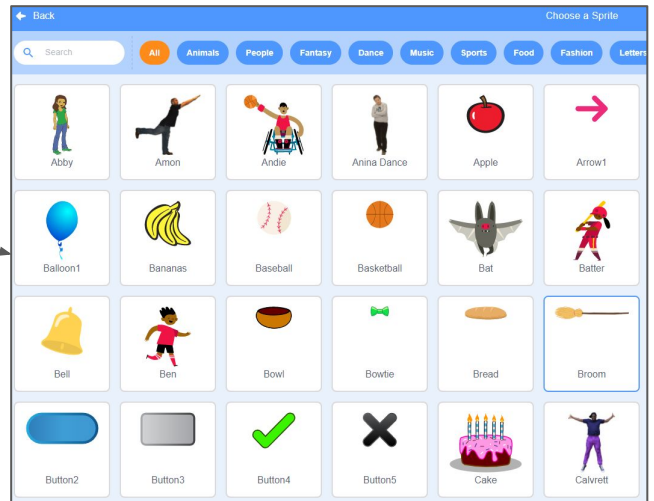 Back Choose a Sprite
Search All Animals People Fantasy Dance Music Sports Food Fashion Letters
Abby Amon Andie Anina Dance Apple Arrow1
Balloon1 Bananas Baseball Basketball Bat Batter
Bell Ben Bowl Bowtie Bread Broom
Button2 Button3 Button4 Button5 Cake Calvrett